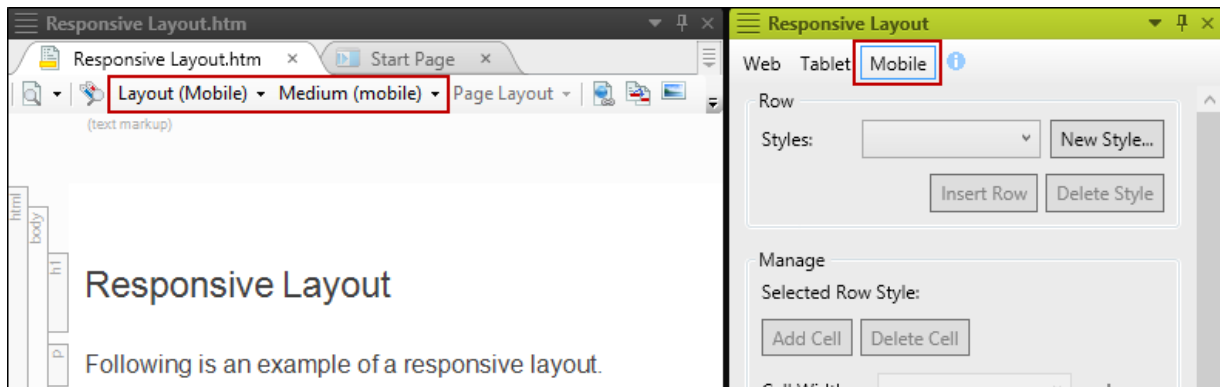 Responsive Layout.htm
Responsive Layout.htm × Start Page ×
Layout (Mobile) Medium (mobile) Page Layout
(text markup)
html
body
h1
Responsive Layout
p
Following is an example of a responsive layout.
Responsive Layout
Web Tablet Mobile
Row
Styles: New Style...
Insert Row Delete Style
Manage
Selected Row Style:
Add Cell Delete Cell